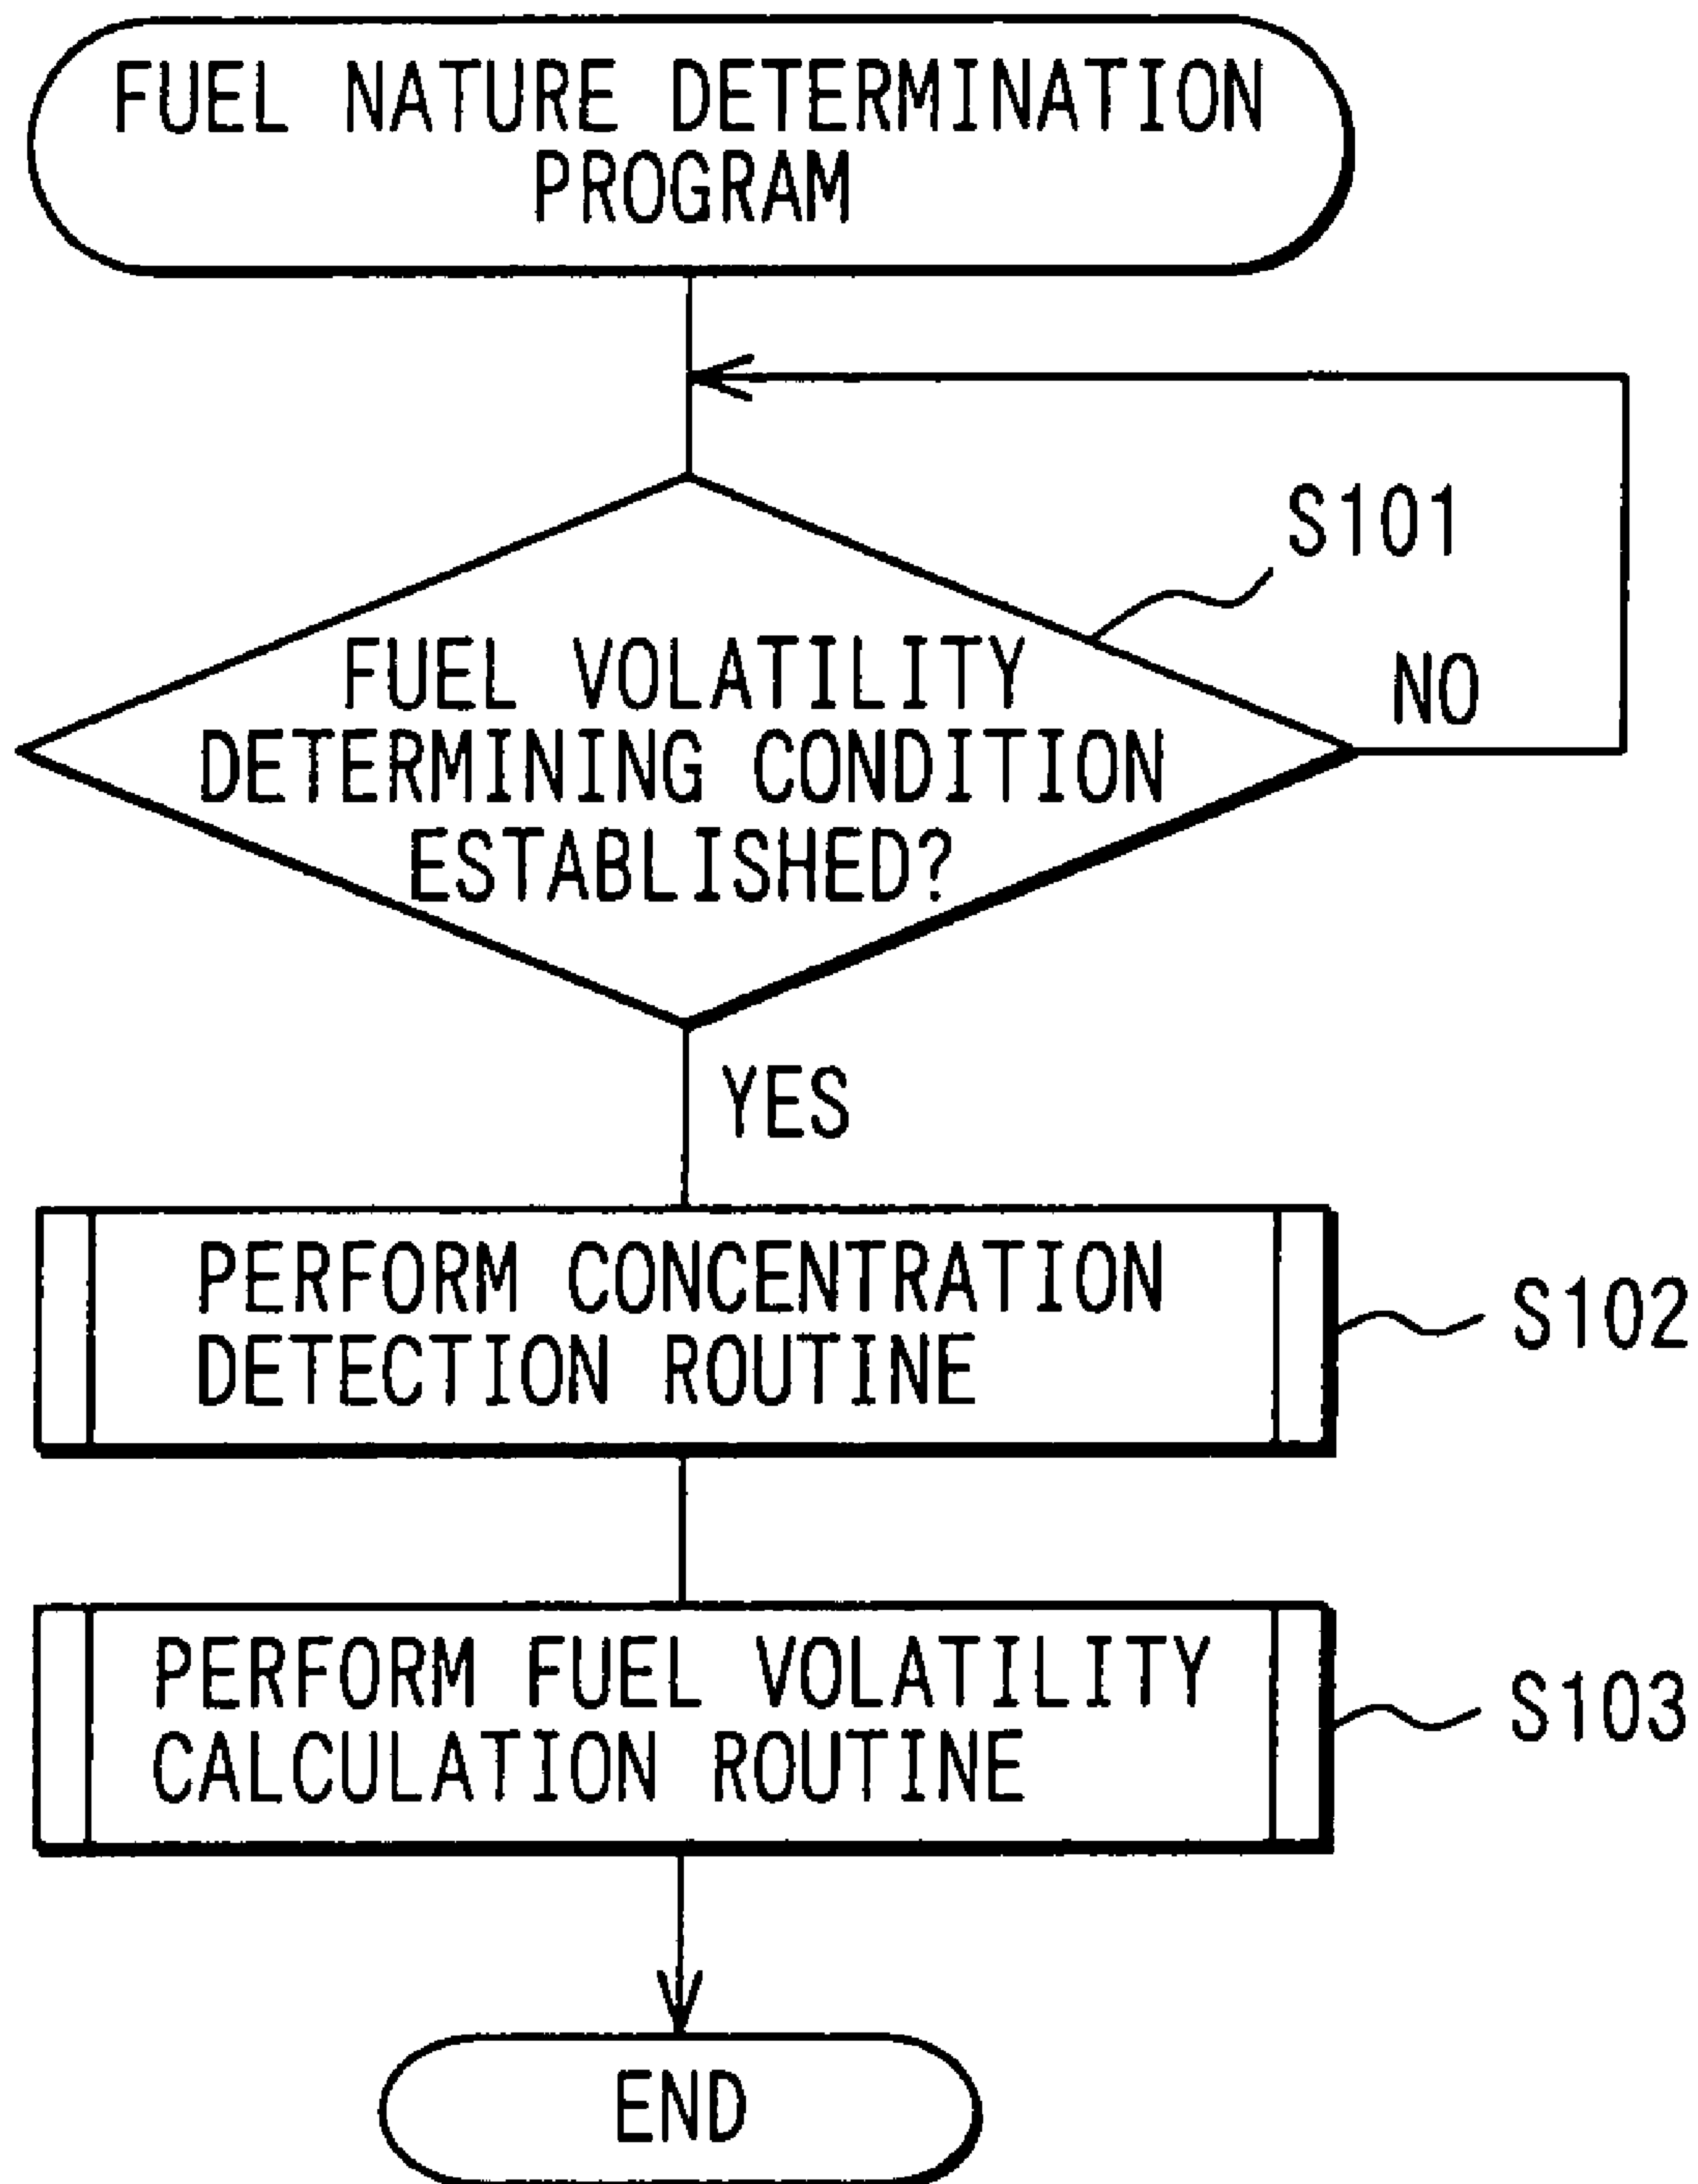 FUEL NATURE DETERMINATION
PROGRAM
S101
FUEL VOLATILITY
DETERMINING CONDITION
ESTABLISHED?
NO
YES
PERFORM CONCENTRATION
DETECTION ROUTINE
S102
PERFORM FUEL VOLATILITY
CALCULATION ROUTINE
S103
END